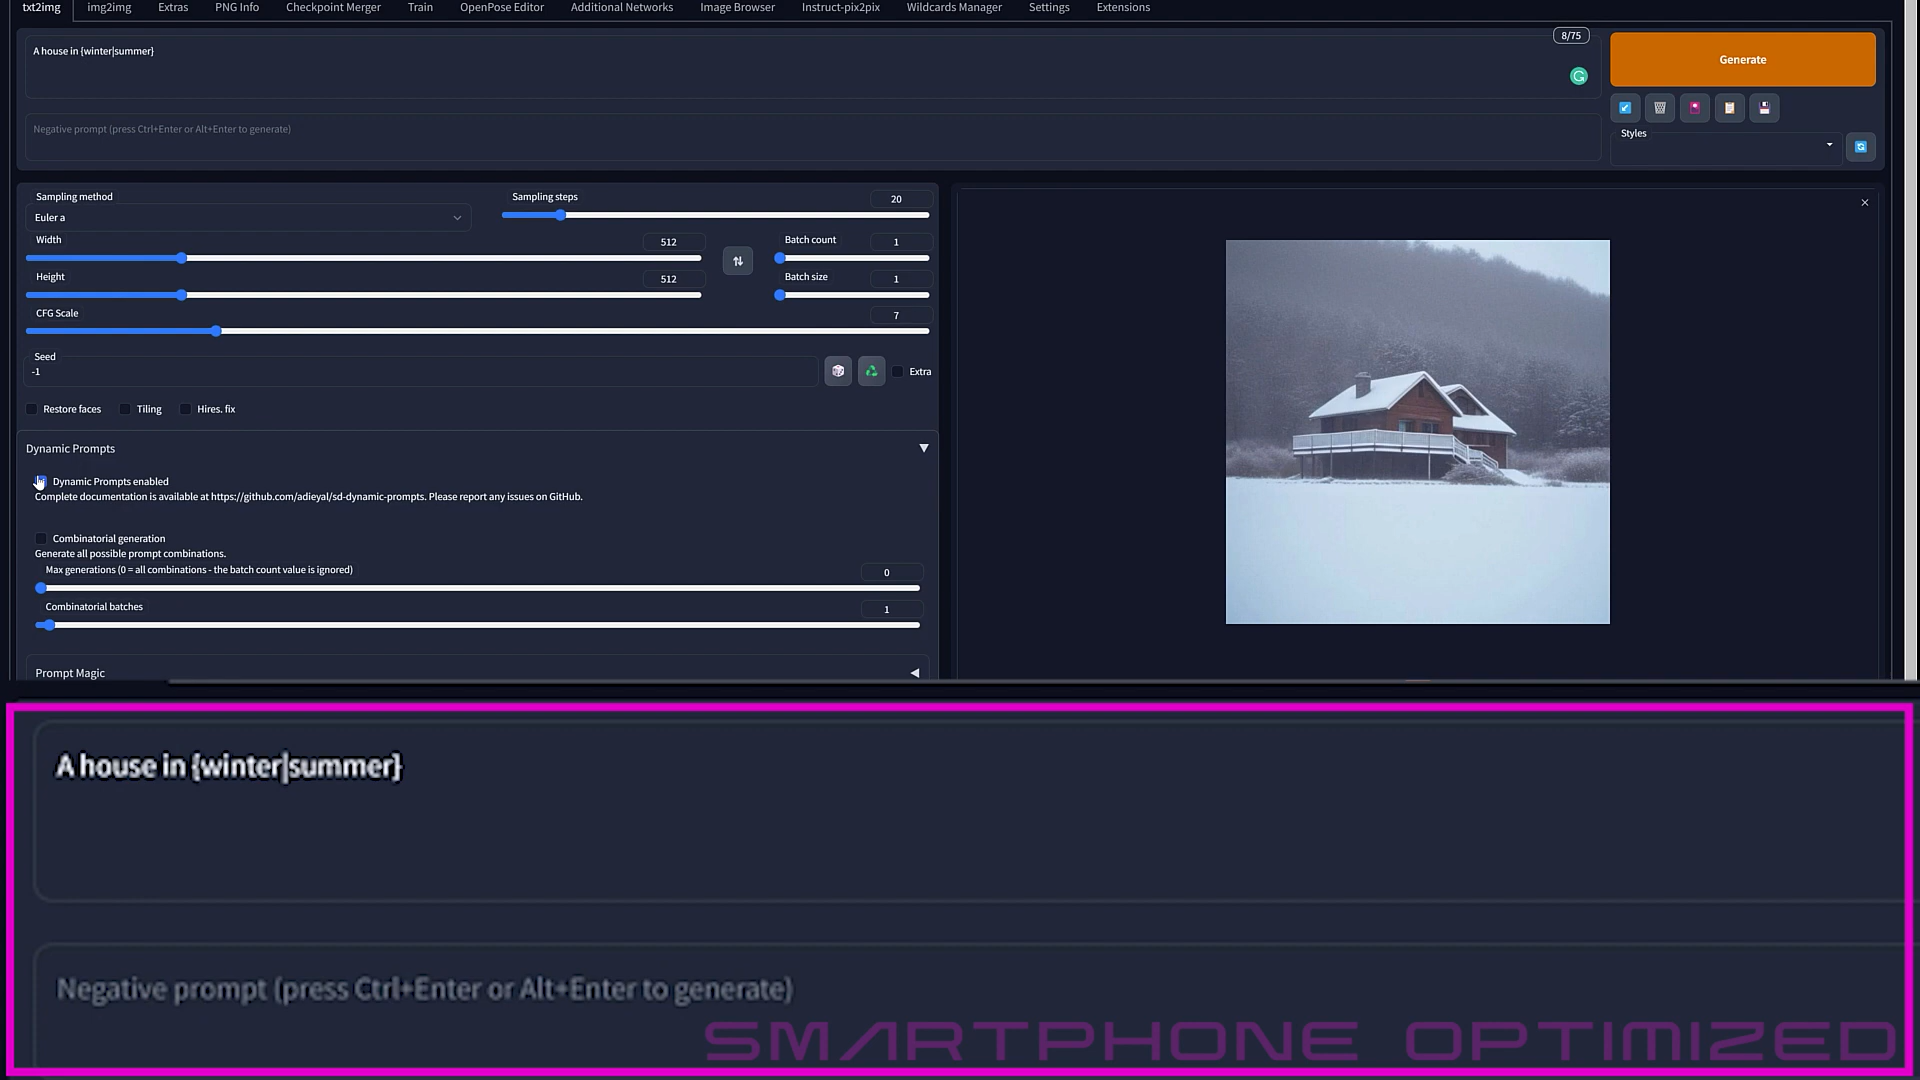 txt2img
img2img
Extras
PNG Info
Checkpoint Merger
Train
OpenPose Editor
Additional Networks
Image Browser
Instruct-pix2pix
Wildcards Manager
Settings
Extensions
A house in {winter|summer}
8/75
Generate
Negative prompt (press Ctrl+Enter or Alt+Enter to generate)
Styles
Sampling method
Euler a
Sampling steps
20
Width
512
Batch count
1
Height
512
Batch size
1
CFG Scale
7
Seed
-1
Extra
Restore faces
Tiling
Hires. fix
Dynamic Prompts
Dynamic Prompts enabled
Complete documentation is available at https://github.com/adieyal/sd-dynamic-prompts. Please report any issues on GitHub.
Combinatorial generation
Generate all possible prompt combinations.
Max generations (0 = all combinations - the batch count value is ignored)
0
Combinatorial batches
1
Prompt Magic
A house in {winter|summer}
Negative prompt (press Ctrl+Enter or Alt+Enter to generate)
SMARTPHONE OPTIMIZED